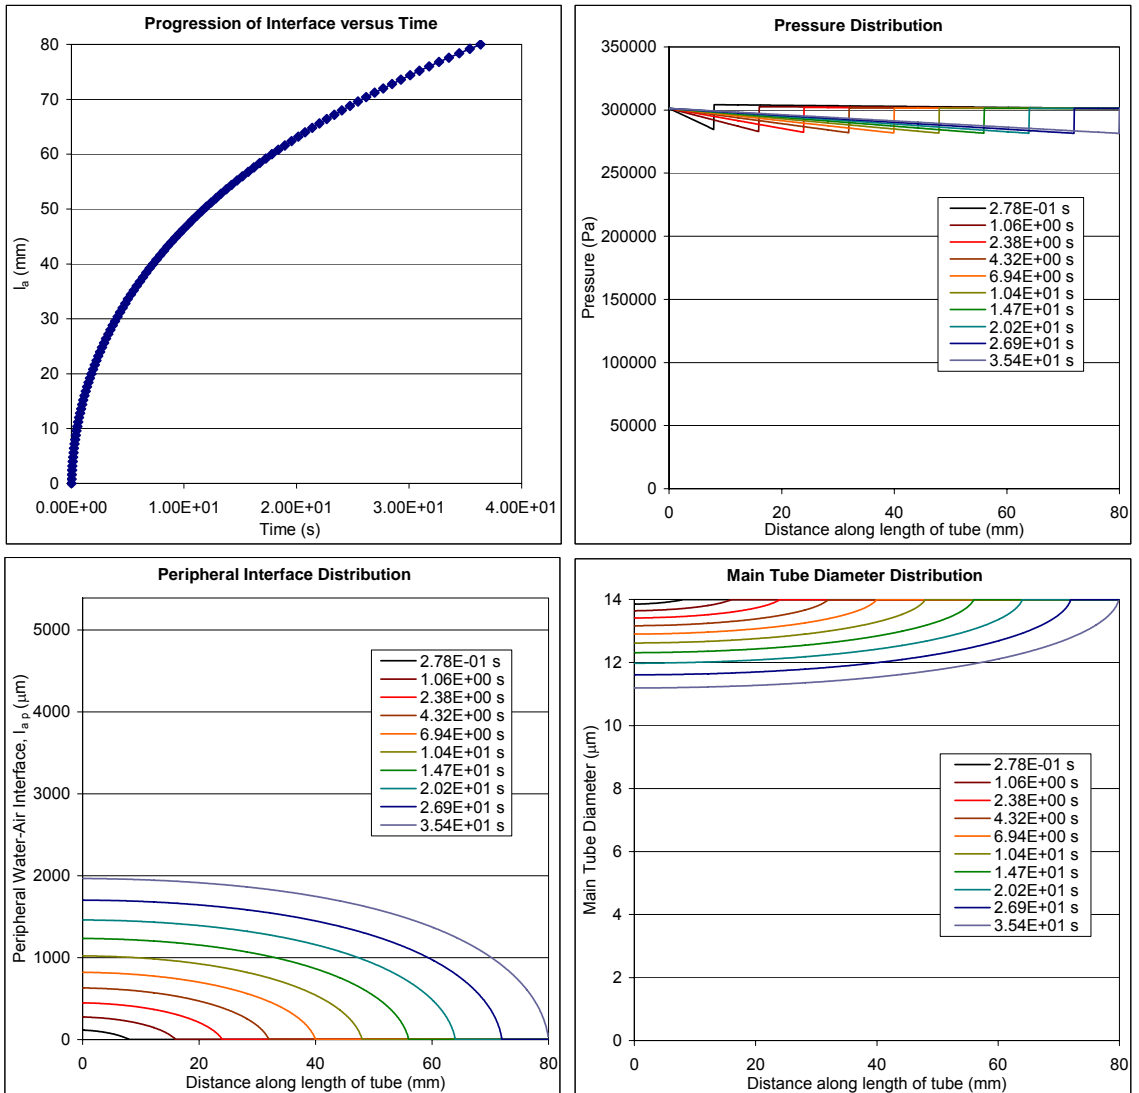 Progression of Interface versus Time
80
70
60
50
40
30
20
10
0
lₐ (mm)
0.00E+00 1.00E+01 2.00E+01 3.00E+01 4.00E+01
Time (s)
Pressure Distribution
350000
300000
250000
200000
150000
100000
50000
0
Pressure (Pa)
2.78E-01 s
1.06E+00 s
2.38E+00 s
4.32E+00 s
6.94E+00 s
1.04E+01 s
1.47E+01 s
2.02E+01 s
2.69E+01 s
3.54E+01 s
0 20 40 60 80
Distance along length of tube (mm)
Peripheral Interface Distribution
5000
4000
3000
2000
1000
0
Peripheral Water-Air Interface, lₐ ₚ (μm)
2.78E-01 s
1.06E+00 s
2.38E+00 s
4.32E+00 s
6.94E+00 s
1.04E+01 s
1.47E+01 s
2.02E+01 s
2.69E+01 s
3.54E+01 s
0 20 40 60 80
Distance along length of tube (mm)
Main Tube Diameter Distribution
14
12
10
8
6
4
2
0
Main Tube Diameter (μm)
2.78E-01 s
1.06E+00 s
2.38E+00 s
4.32E+00 s
6.94E+00 s
1.04E+01 s
1.47E+01 s
2.02E+01 s
2.69E+01 s
3.54E+01 s
0 20 40 60 80
Distance along length of tube (mm)